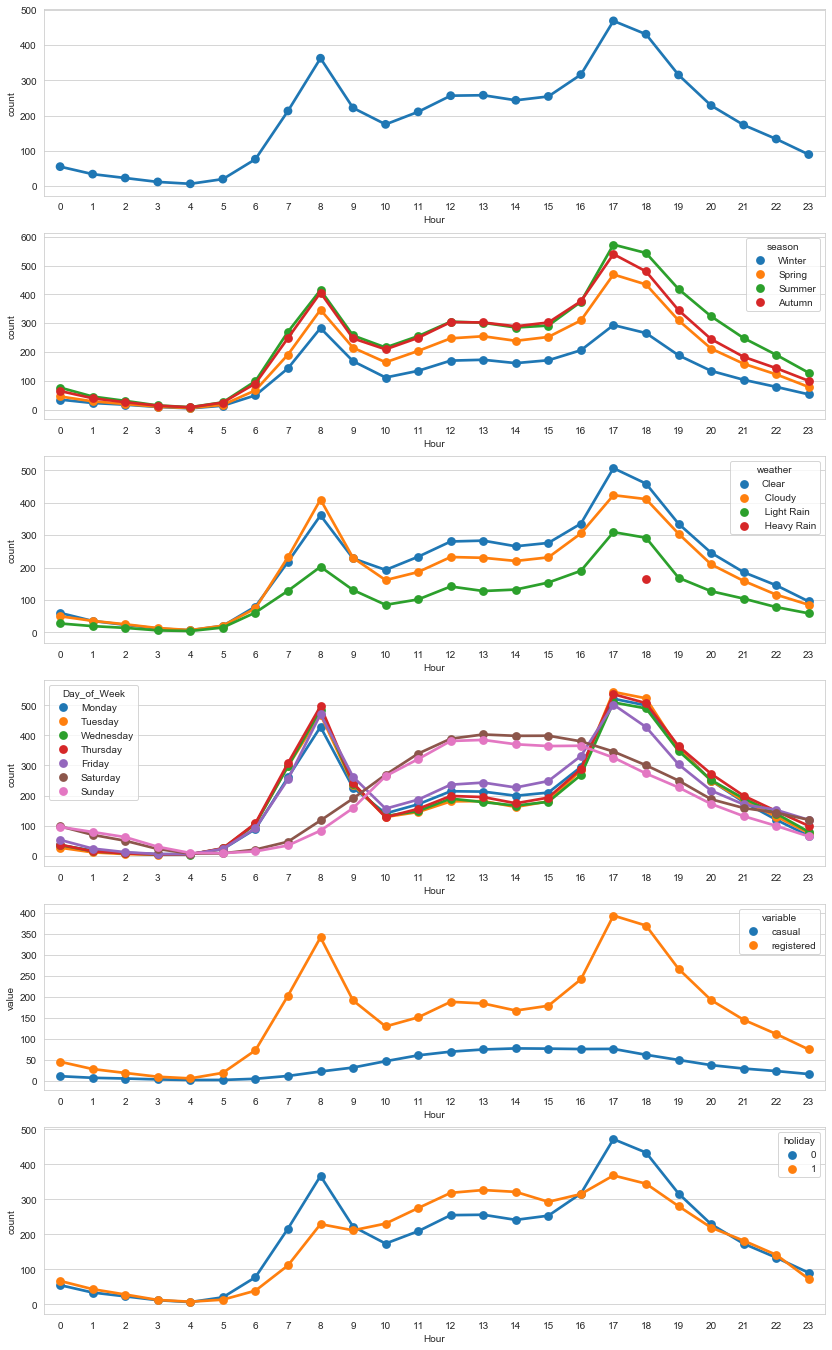 500
400
300
200
100
0
count
0 1 2 3 4 5 6 7 8 9 10 11 12 13 14 15 16 17 18 19 20 21 22 23
Hour
600
500
400
300
200
100
0
count
season
Winter
Spring
Summer
Autumn
0 1 2 3 4 5 6 7 8 9 10 11 12 13 14 15 16 17 18 19 20 21 22 23
Hour
500
400
300
200
100
0
count
weather
Clear
Cloudy
Light Rain
Heavy Rain
0 1 2 3 4 5 6 7 8 9 10 11 12 13 14 15 16 17 18 19 20 21 22 23
Hour
500
400
300
200
100
0
count
Day_of_Week
Monday
Tuesday
Wednesday
Thursday
Friday
Saturday
Sunday
0 1 2 3 4 5 6 7 8 9 10 11 12 13 14 15 16 17 18 19 20 21 22 23
Hour
400
350
300
250
200
150
100
50
0
value
variable
casual
registered
0 1 2 3 4 5 6 7 8 9 10 11 12 13 14 15 16 17 18 19 20 21 22 23
Hour
500
400
300
200
100
0
count
holiday
0
1
0 1 2 3 4 5 6 7 8 9 10 11 12 13 14 15 16 17 18 19 20 21 22 23
Hour